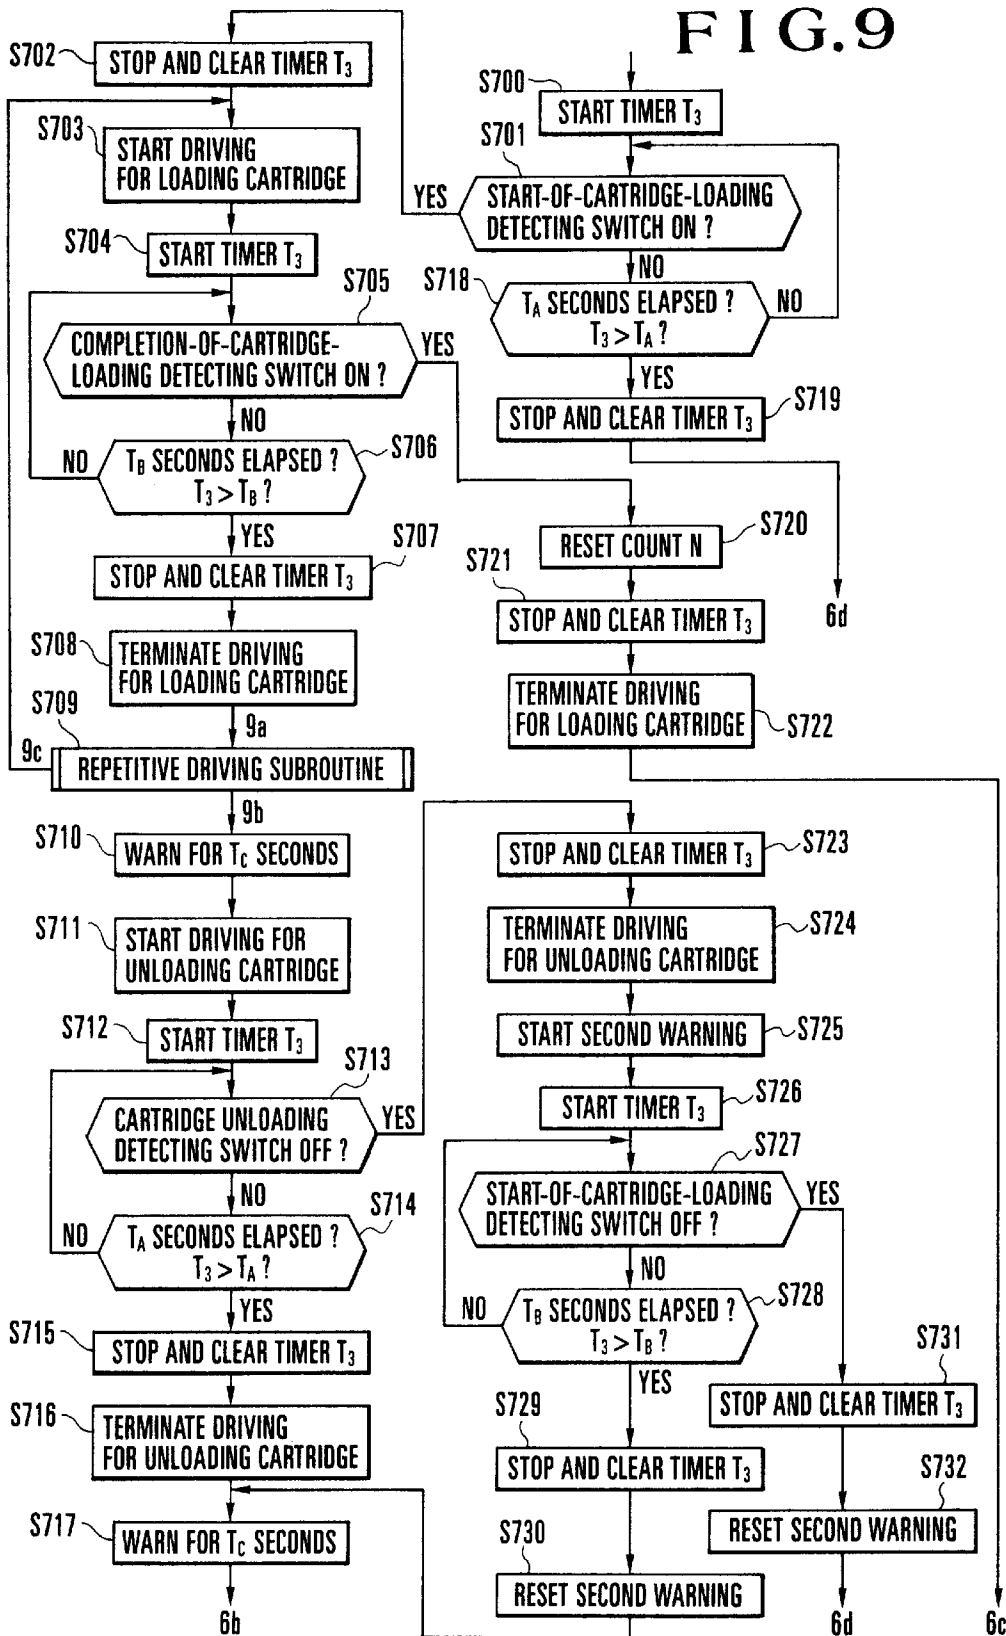 FIG.9
S702
STOP AND CLEAR TIMER T3
S703
START DRIVING
FOR LOADING CARTRIDGE
S704
START TIMER T3
S705
COMPLETION-OF-CARTRIDGE-
LOADING DETECTING SWITCH ON ?
YES
NO
S706
TB SECONDS ELAPSED ?
T3 > TB ?
NO
YES
S707
STOP AND CLEAR TIMER T3
S708
TERMINATE DRIVING
FOR LOADING CARTRIDGE
S709
9a
9c
REPETITIVE DRIVING SUBROUTINE
9b
S710
WARN FOR TC SECONDS
S711
START DRIVING FOR
UNLOADING CARTRIDGE
S712
START TIMER T3
S713
CARTRIDGE UNLOADING
DETECTING SWITCH OFF ?
YES
NO
S714
TA SECONDS ELAPSED ?
T3 > TA ?
NO
YES
S715
STOP AND CLEAR TIMER T3
S716
TERMINATE DRIVING
FOR UNLOADING CARTRIDGE
S717
WARN FOR TC SECONDS
6b
S700
START TIMER T3
S701
START-OF-CARTRIDGE-LOADING
DETECTING SWITCH ON ?
YES
NO
S718
TA SECONDS ELAPSED ?
T3 > TA ?
NO
YES
S719
STOP AND CLEAR TIMER T3
6d
S720
RESET COUNT N
S721
STOP AND CLEAR TIMER T3
TERMINATE DRIVING
FOR LOADING CARTRIDGE
S722
S723
STOP AND CLEAR TIMER T3
S724
TERMINATE DRIVING
FOR UNLOADING CARTRIDGE
S725
START SECOND WARNING
S726
START TIMER T3
S727
START-OF-CARTRIDGE-LOADING
DETECTING SWITCH OFF ?
YES
NO
S728
TB SECONDS ELAPSED ?
T3 > TB ?
NO
YES
S729
STOP AND CLEAR TIMER T3
S730
RESET SECOND WARNING
S731
STOP AND CLEAR TIMER T3
S732
RESET SECOND WARNING
6d
6c